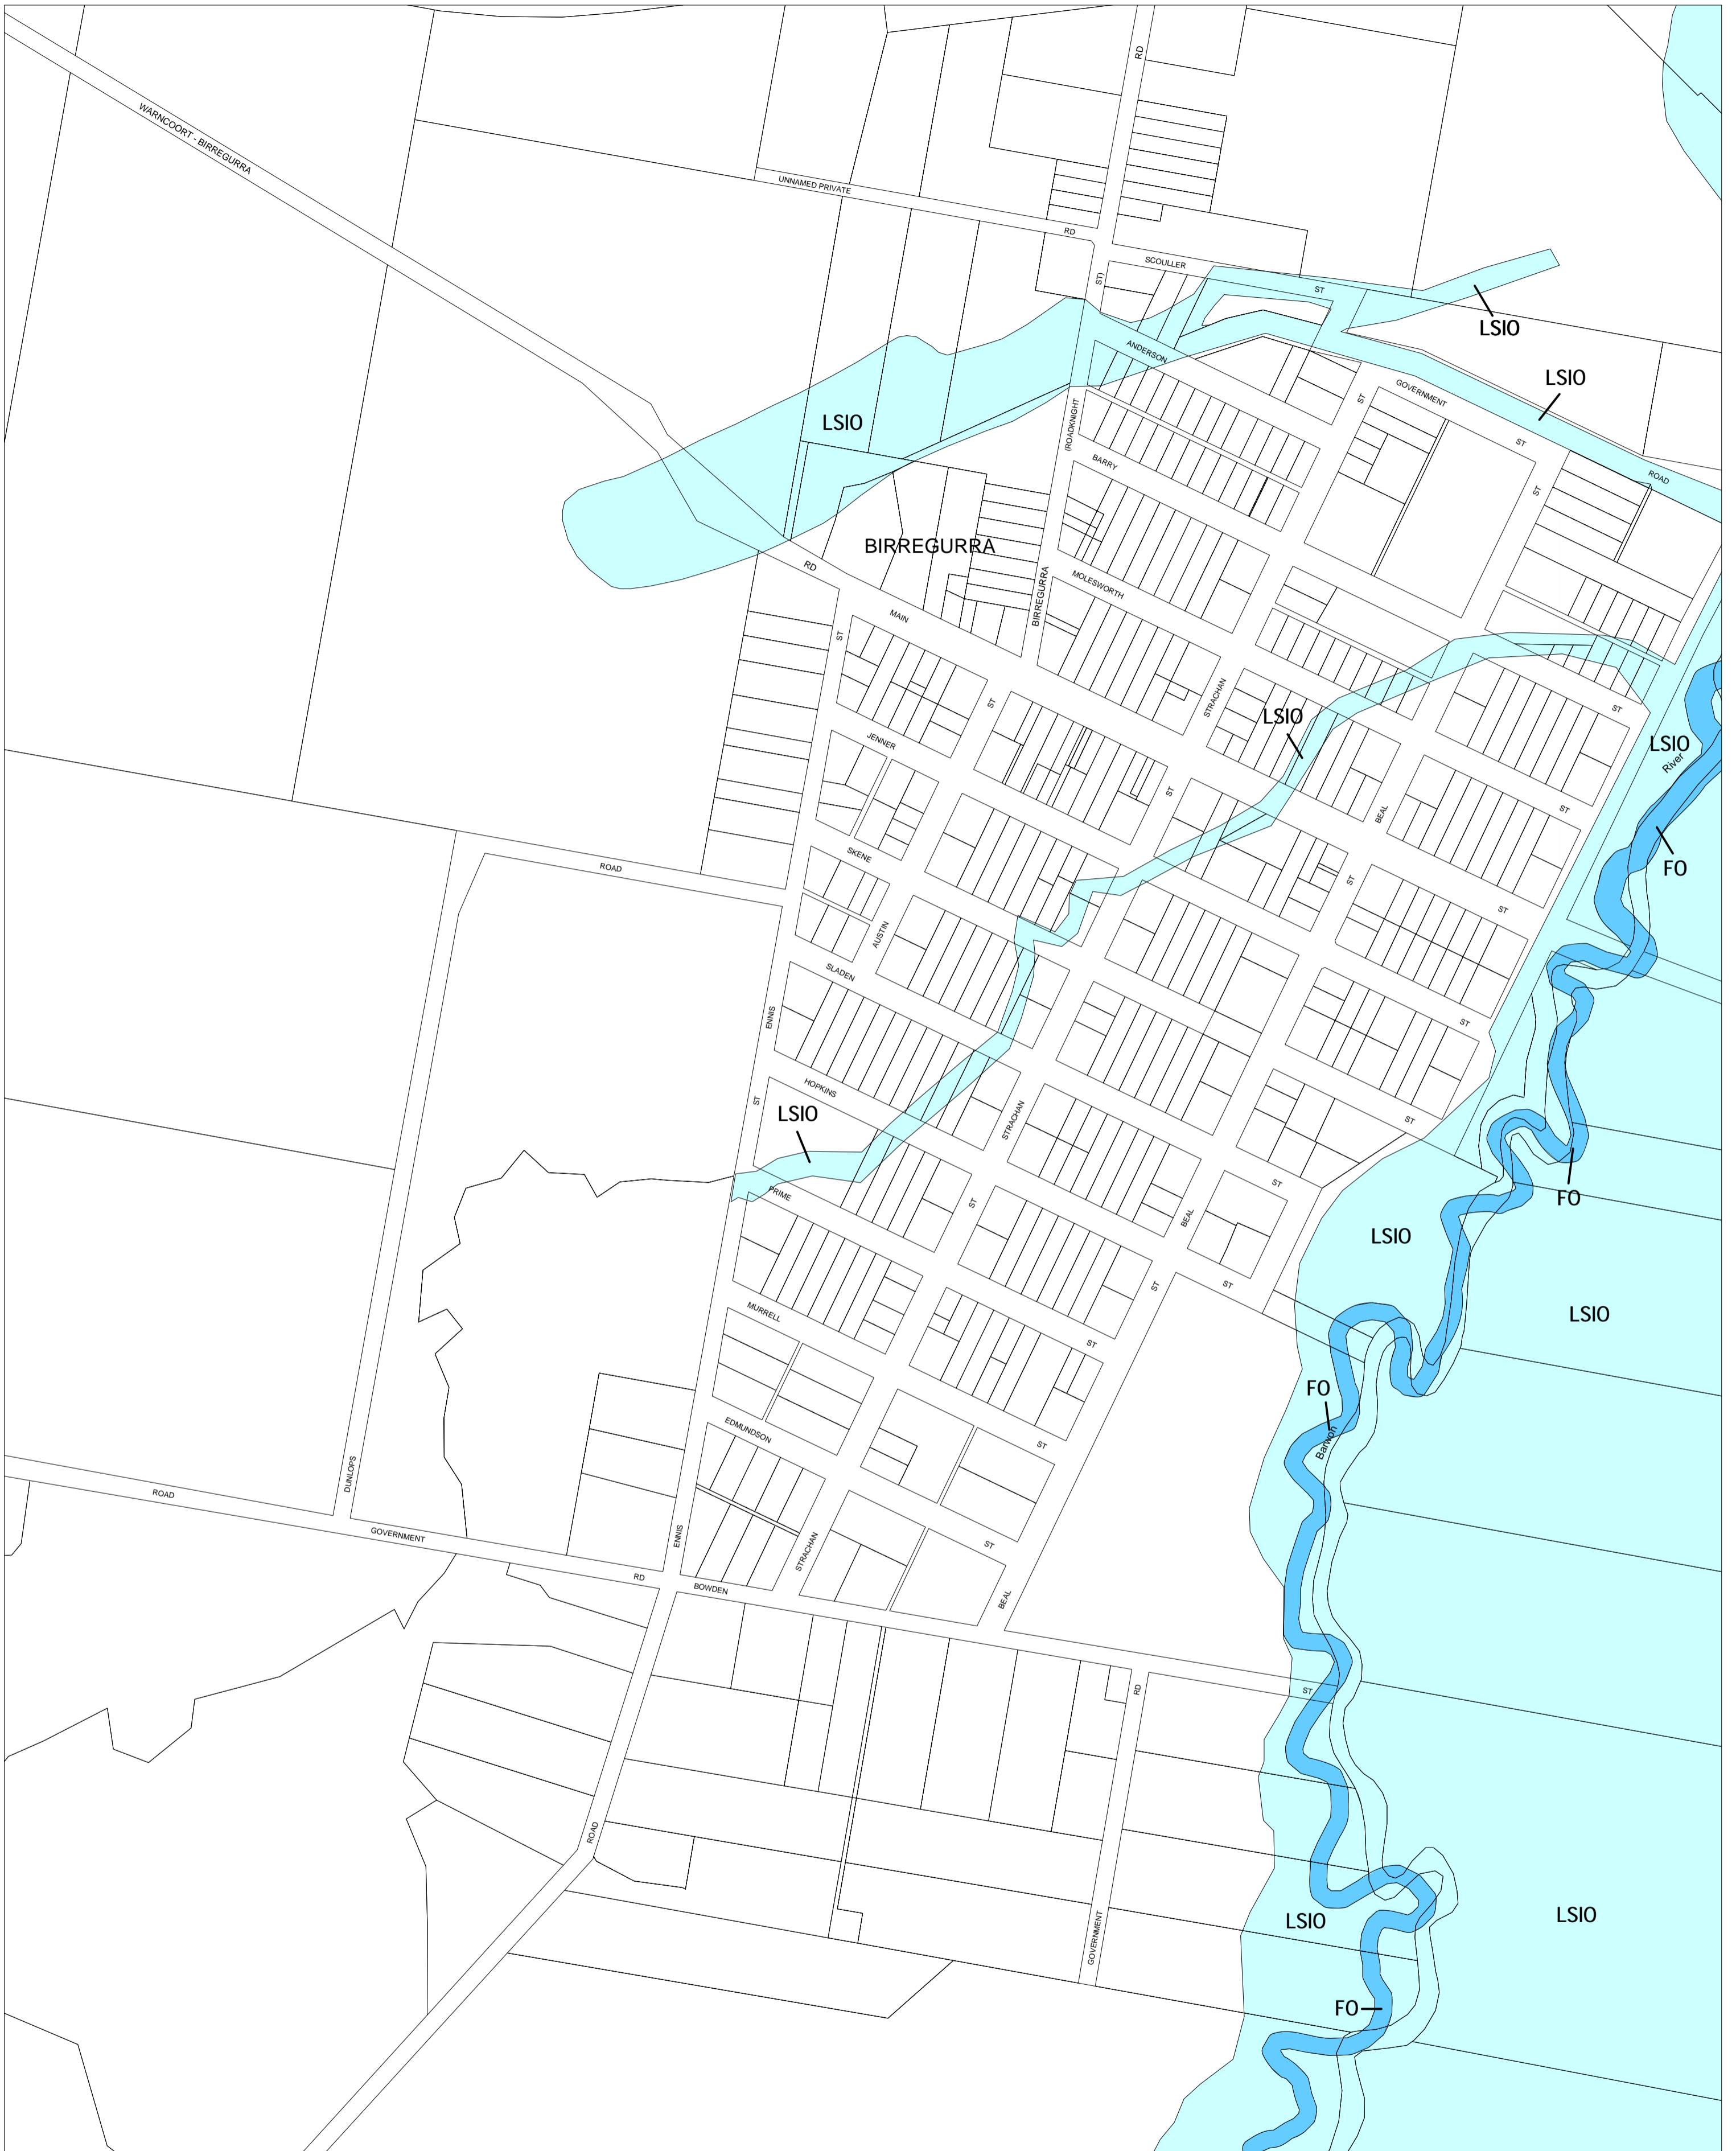 RD
WARNCOORT - BIRREGURRA
UNNAMED PRIVATE
RD
SCOULLER
ST)
ST
LSIO
ANDERSON
LSIO
GOVERNMENT
ST
LSIO
(ROADKNIGHT
ST
BARRY
ROAD
ST
BIRREGURRA
RD
MOLESWORTH
BIRREGURRA
MAIN
ST
STRACHAN
ST
ST
LSIO
LSIO
River
JENNER
ST
BEAL
ST
SKENE
ROAD
FO
ST
ST
AUSTIN
SLADEN
ENNIS
ST
HOPKINS
ST
LSIO
STRACHAN
ST
ST
PRIME
ST
FO
BEAL
LSIO
ST
ST
MURRELL
LSIO
ST
FO
EDMUNDSON
ST
Barwon
DUNLOPS
ROAD
GOVERNMENT
ENNIS
STRACHAN
ST
RD
BOWDEN
BEAL
RD
ST
ROAD
LSIO
LSIO
GOVERNMENT
FO